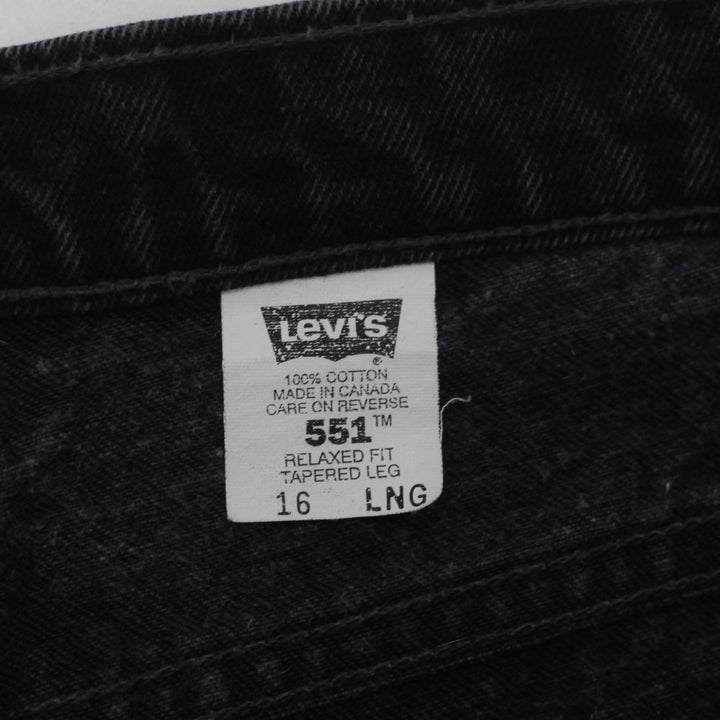 Levi's
®
100% COTTON
MADE IN CANADA
CARE ON REVERSE
551™
RELAXED FIT
TAPERED LEG
16 LNG